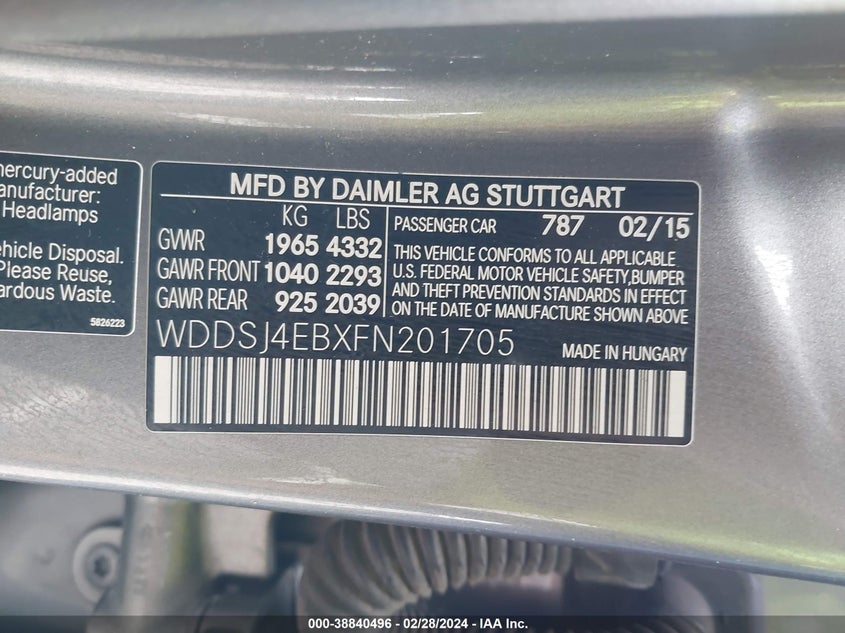 mercury-added
anufacturer:
Headlamps
ehicle Disposal.
Please Reuse,
ardous Waste.
5826223
MFD BY DAIMLER AG STUTTGART
KG LBS
GVWR 1965 4332
GAWR FRONT 1040 2293
GAWR REAR 925 2039
PASSENGER CAR 787 02/15
THIS VEHICLE CONFORMS TO ALL APPLICABLE
U.S. FEDERAL MOTOR VEHICLE SAFETY,BUMPER
AND THEFT PREVENTION STANDARDS IN EFFECT
ON THE DATE OF MANUFACTURE SHOWN ABOVE.
WDDSJ4EBXFN201705
MADE IN HUNGARY
000-38840496 - 02/28/2024 - IAA Inc.